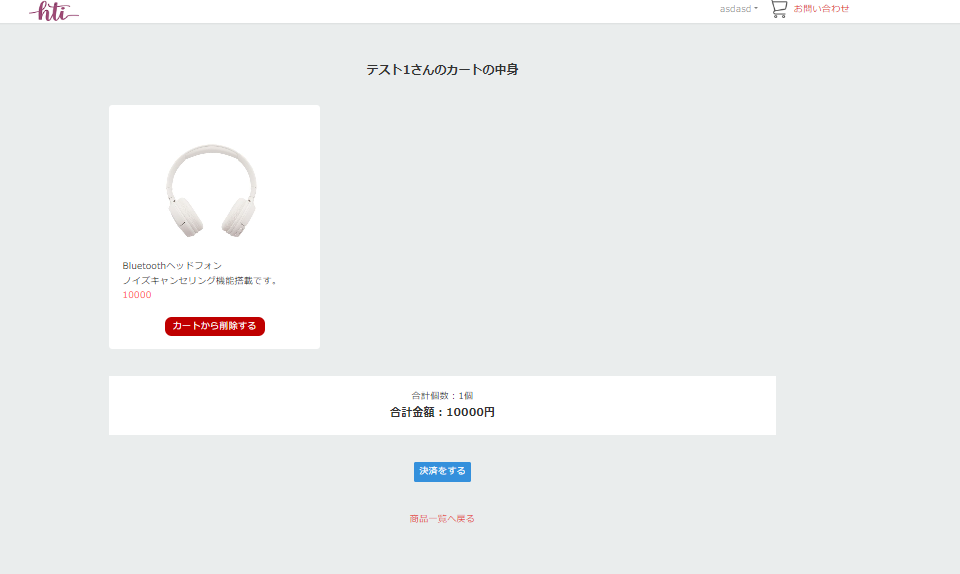 hti
asdasd
お問い合わせ
テスト1さんのカートの中身
Bluetoothヘッドフォン
ノイズキャンセリング機能搭載です。
10000
カートから削除する
合計個数：1個
合計金額：10000円
決済をする
商品一覧へ戻る